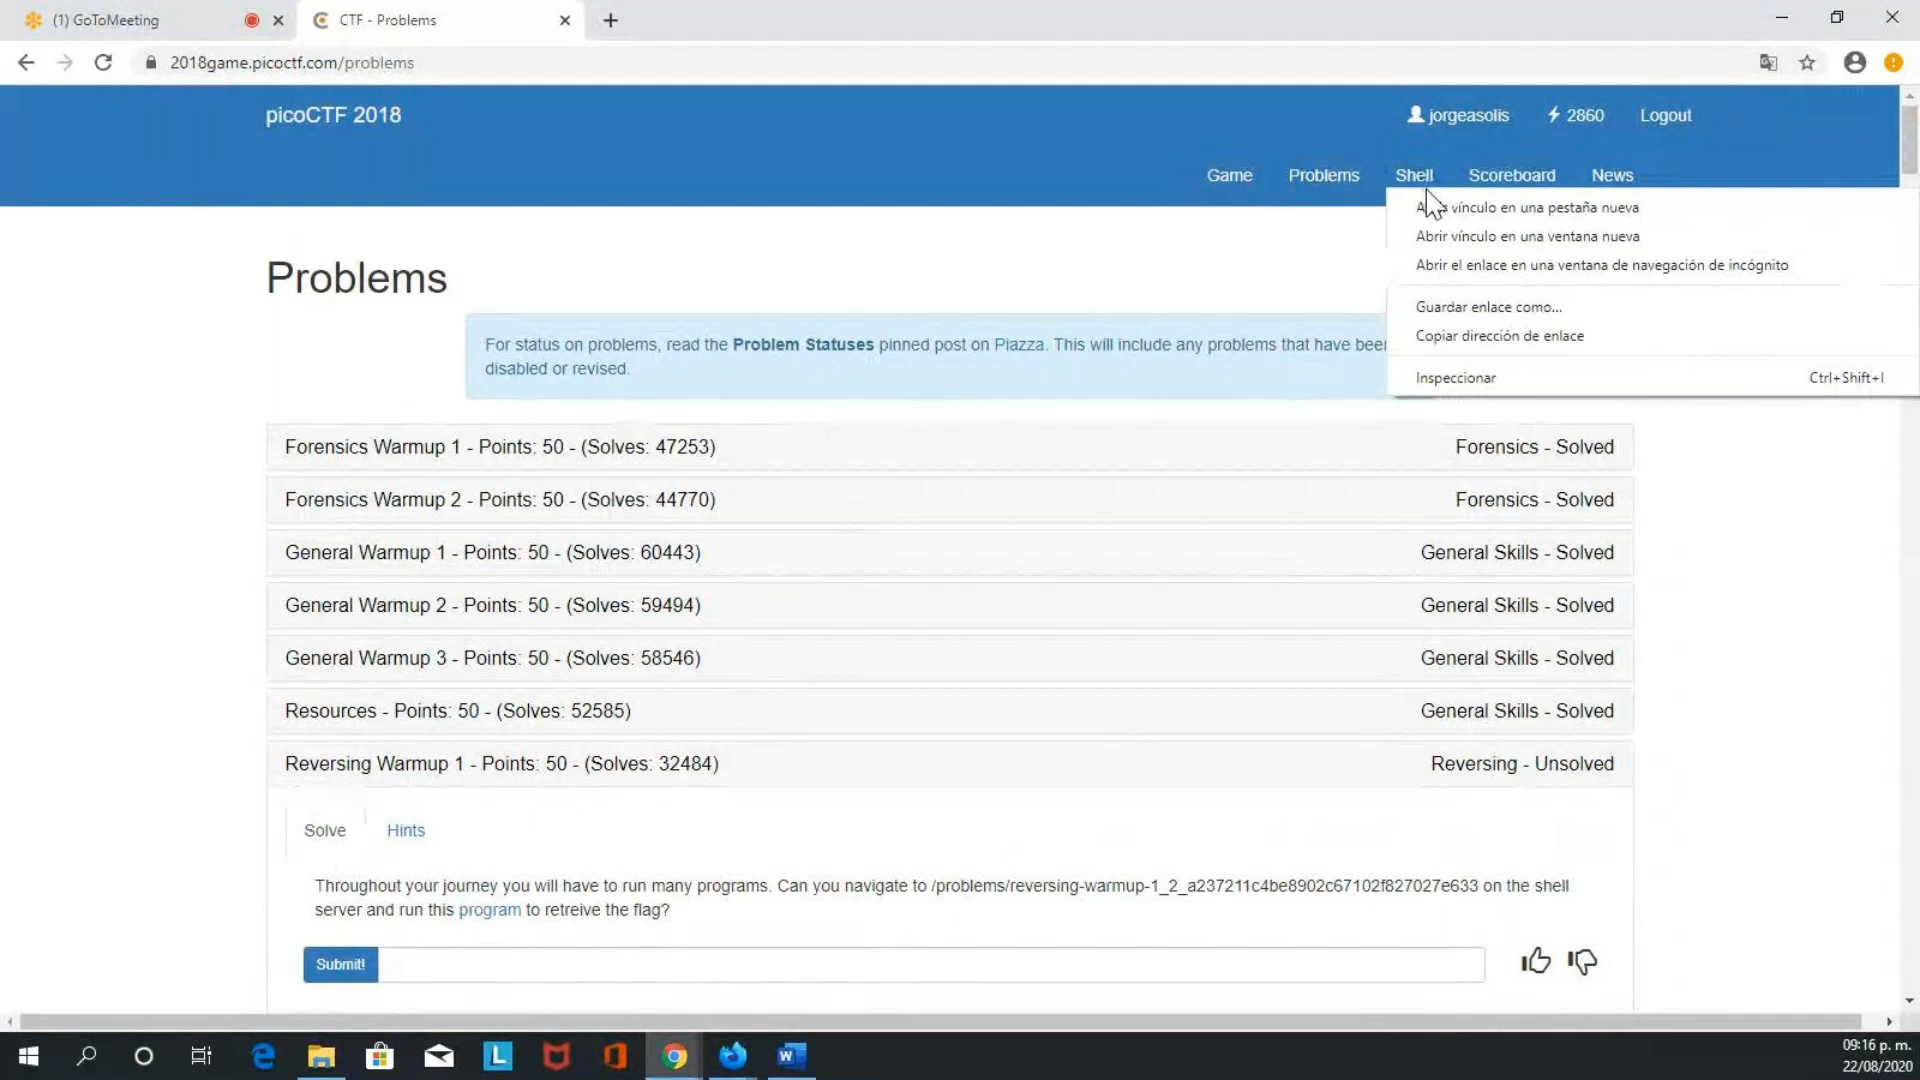 (1) GoToMeeting
CTF - Problems
2018game.picoctf.com/problems
picoCTF 2018
jorgeasolis
2860
Logout
Game
Problems
Shell
Scoreboard
News
vínculo en una pestaña nueva
Abrir vínculo en una ventana nueva
Abrir el enlace en una ventana de navegación de incógnito
Guardar enlace como...
Copiar dirección de enlace
Inspeccionar Ctrl+Shift+I
Problems
For status on problems, read the Problem Statuses pinned post on Piazza. This will include any problems that have been
disabled or revised.
Forensics Warmup 1 - Points: 50 - (Solves: 47253) Forensics - Solved
Forensics Warmup 2 - Points: 50 - (Solves: 44770) Forensics - Solved
General Warmup 1 - Points: 50 - (Solves: 60443) General Skills - Solved
General Warmup 2 - Points: 50 - (Solves: 59494) General Skills - Solved
General Warmup 3 - Points: 50 - (Solves: 58546) General Skills - Solved
Resources - Points: 50 - (Solves: 52585) General Skills - Solved
Reversing Warmup 1 - Points: 50 - (Solves: 32484) Reversing - Unsolved
Solve
Hints
Throughout your journey you will have to run many programs. Can you navigate to /problems/reversing-warmup-1_2_a237211c4be8902c67102f827027e633 on the shell
server and run this program to retreive the flag?
Submit!
09:16 p. m.
22/08/2020